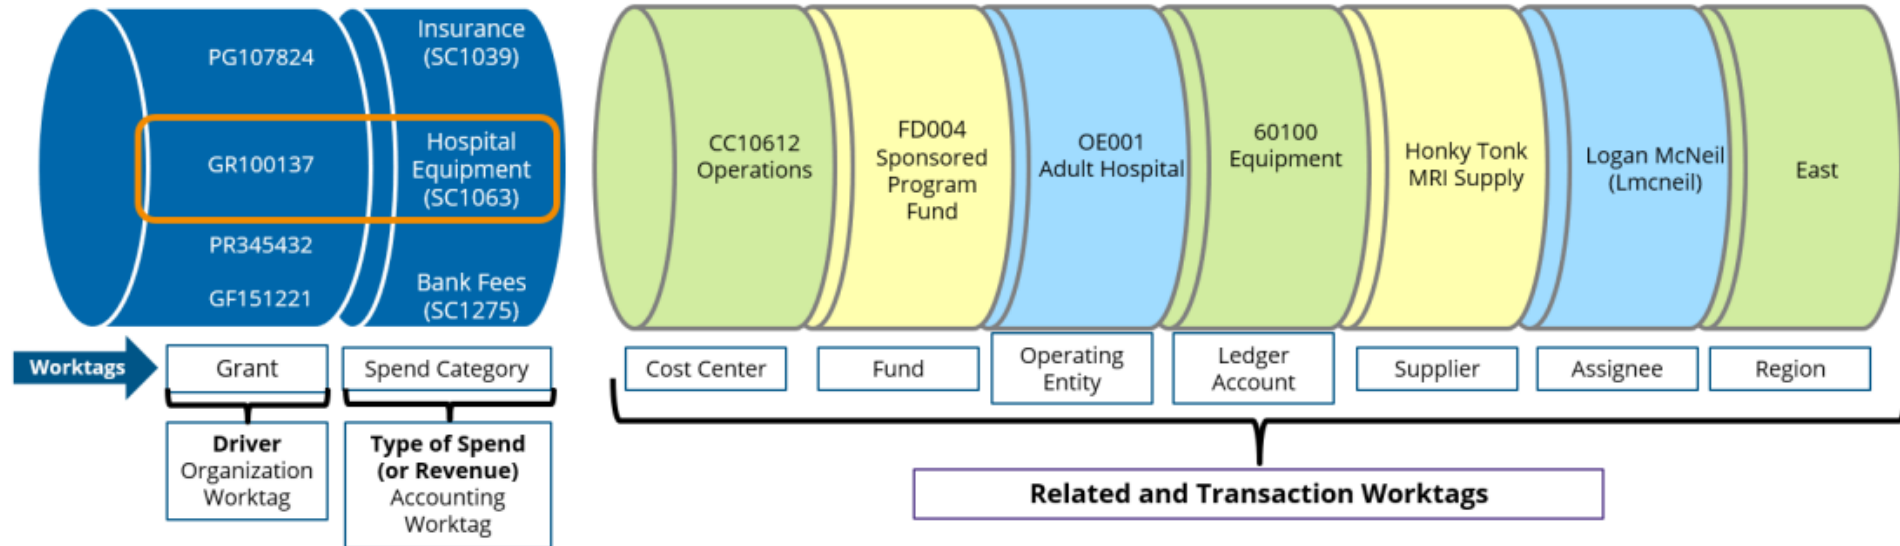 PG107824
GR100137
PR345432
GF151221
Insurance
(SC1039)
Hospital
Equipment
(SC1063)
Bank Fees
(SC1275)
CC10612
Operations
FD004
Sponsored
Program
Fund
OE001
Adult Hospital
60100
Equipment
Honky Tonk
MRI Supply
Logan McNeil
(Lmcneil)
East
Worktags
Grant
Spend Category
Cost Center
Fund
Operating
Entity
Ledger
Account
Supplier
Assignee
Region
Driver
Organization
Worktag
Type of Spend
(or Revenue)
Accounting
Worktag
Related and Transaction Worktags